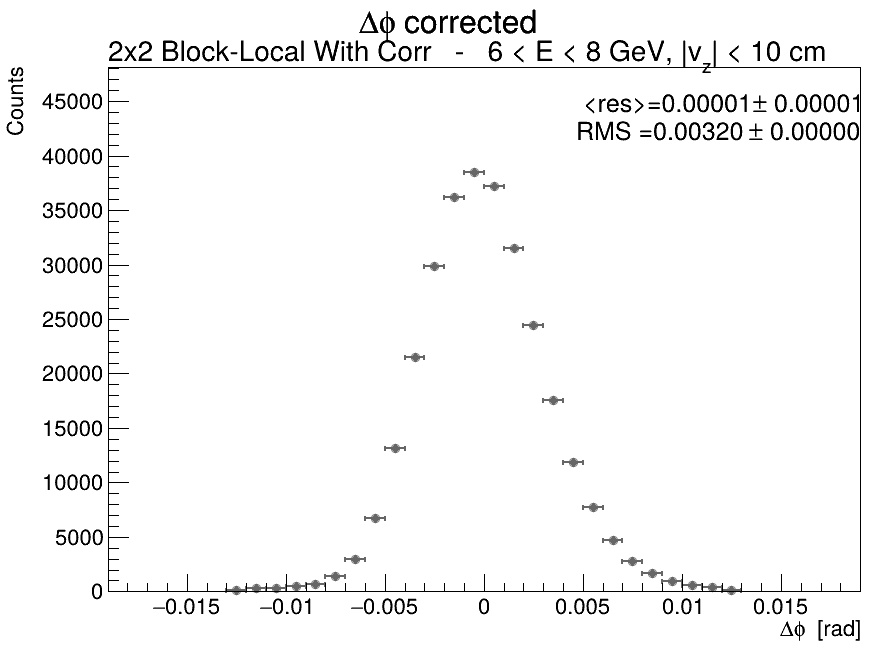 Δϕ corrected
2x2 Block-Local With Corr - 6 < E < 8 GeV, |v_z| < 10 cm
<res>=0.00001± 0.00001
RMS =0.00320 ± 0.00000
Counts
45000
40000
35000
30000
25000
20000
15000
10000
5000
0
−0.015 −0.01 −0.005 0 0.005 0.01 0.015
Δϕ [rad]